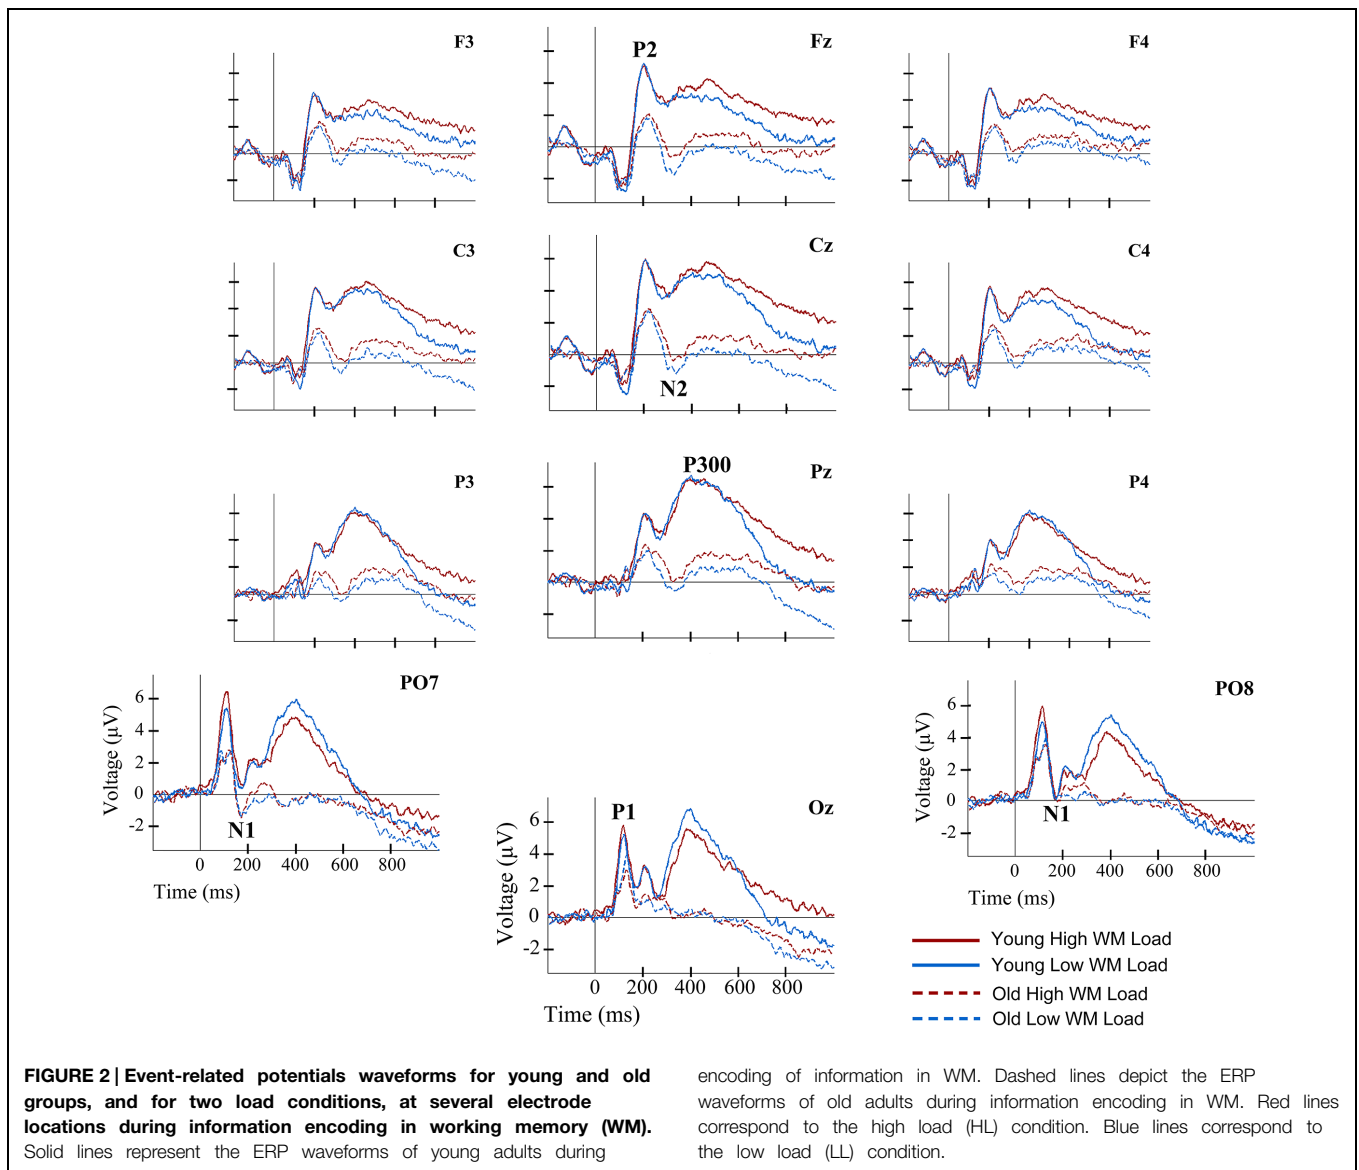 F3
Fz
F4
P2
C3
Cz
C4
N2
P3
Pz
P4
P300
PO7
PO8
Voltage (µV)
6
4
2
0
-2
N1
0 200 400 600 800
Time (ms)
Oz
P1
Voltage (µV)
6
4
2
0
-2
0 200 400 600 800
Time (ms)
Voltage (µV)
6
4
2
0
-2
N1
0 200 400 600 800
Time (ms)
Young High WM Load
Young Low WM Load
Old High WM Load
Old Low WM Load
FIGURE 2 | Event-related potentials waveforms for young and old
groups, and for two load conditions, at several electrode
locations during information encoding in working memory (WM).
Solid lines represent the ERP waveforms of young adults during
encoding of information in WM. Dashed lines depict the ERP
waveforms of old adults during information encoding in WM. Red lines
correspond to the high load (HL) condition. Blue lines correspond to
the low load (LL) condition.